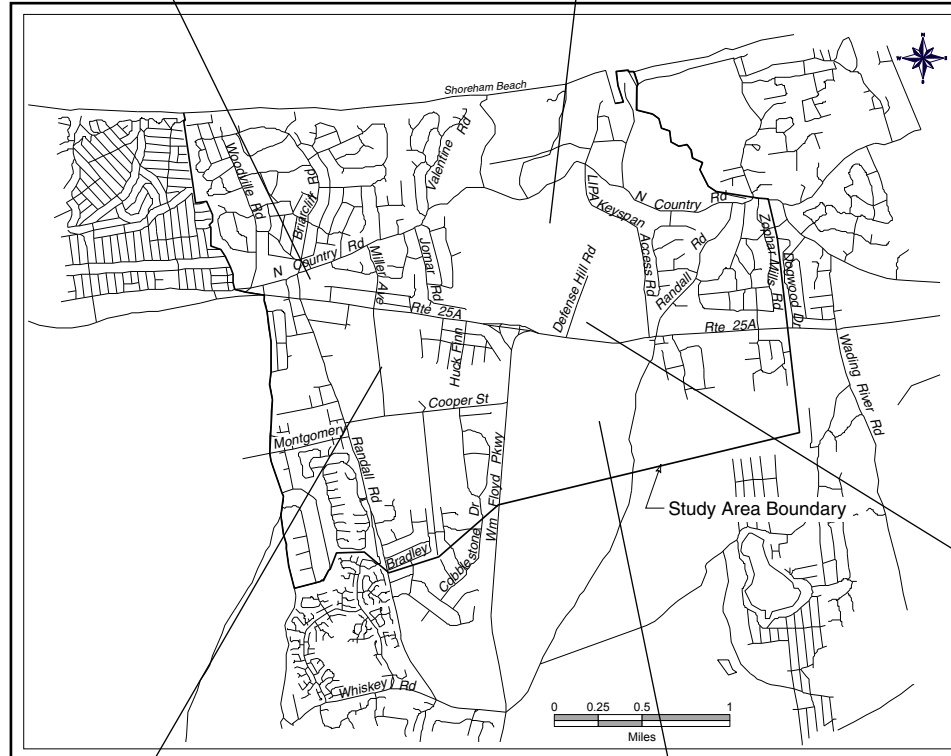 N
W
E
S
Shoreham Beach
Woodville Rd
Briarcliff Rd
Valentine Rd
LIPA Keyspan
Access Rd
N Country Rd
Zophar Mills Rd
Dogwood Dr
N Country Rd
Miller Ave
Jomar Rd
Defense Hill Rd
Randall Rd
Rte 25A
Rte 25A
Huck Finn
Wading River Rd
Cooper St
Montgomery
Randall Rd
Wm Floyd Pkwy
Study Area Boundary
Bradley
Cobblestone Dr
Whiskey Rd
0 0.25 0.5 1
Miles